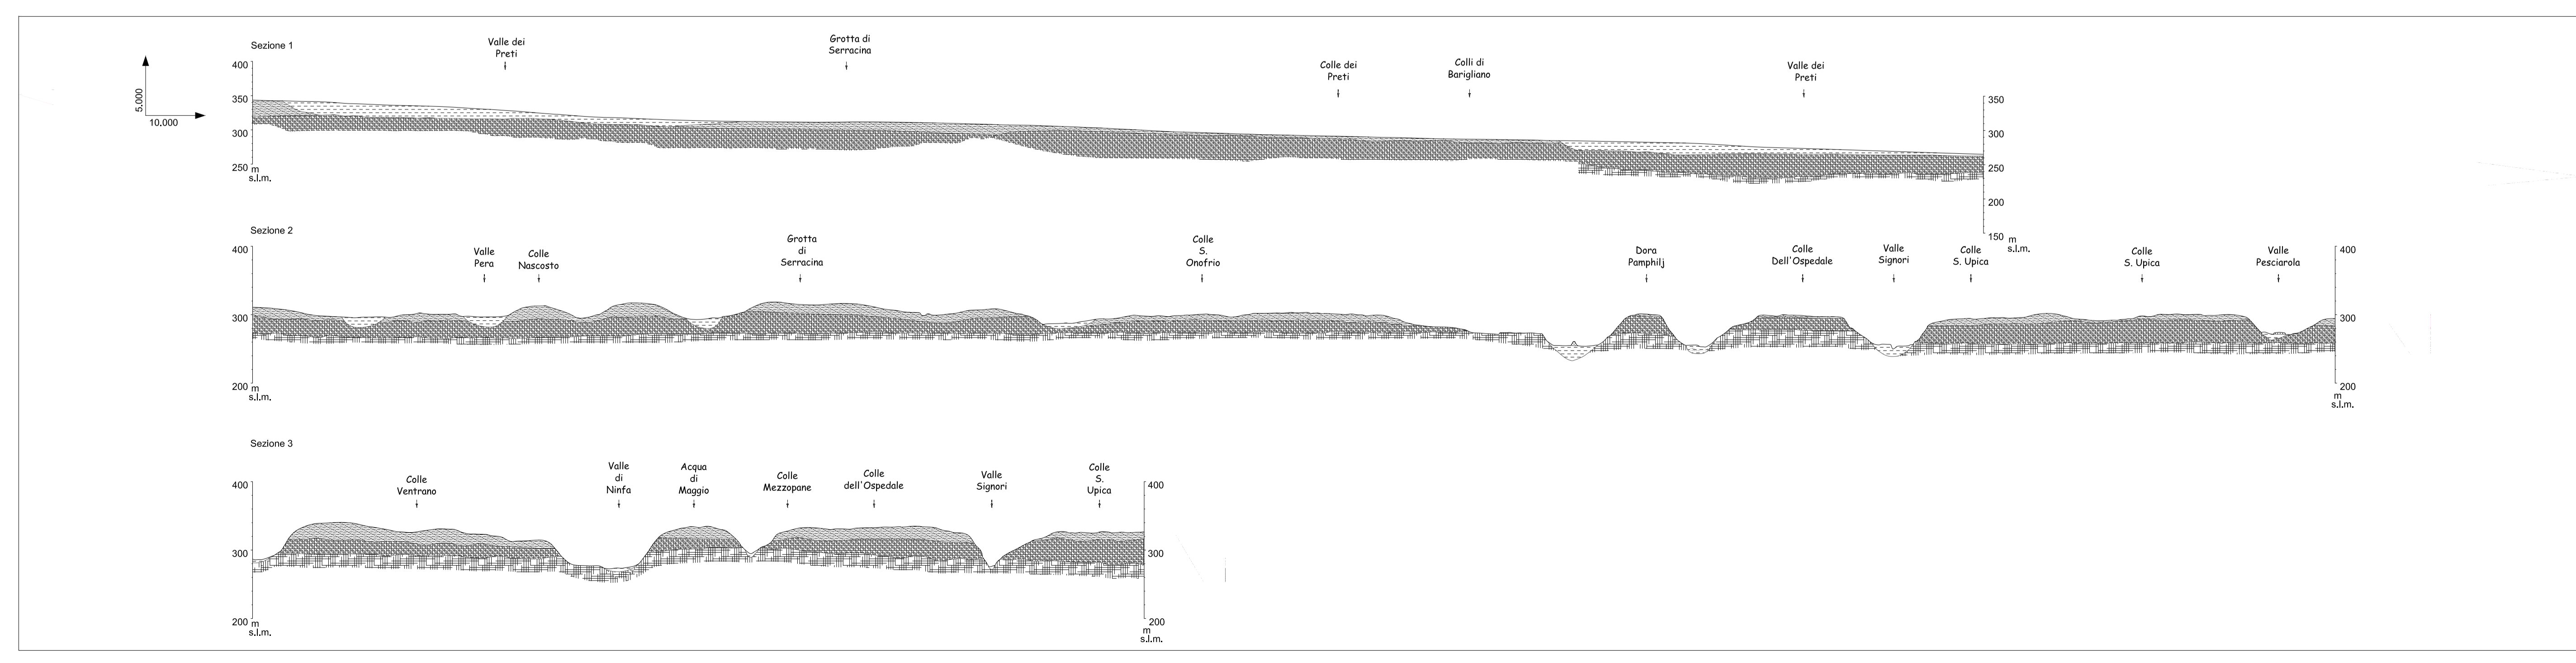 Sezione 1
Valle dei
Preti
Grotta di
Serracina
Colle dei
Preti
Colli di
Barigliano
Valle dei
Preti
5.000
10.000
400
350
300
250 m
s.l.m.
350
300
250
200
150 m
s.l.m.
Sezione 2
Valle
Pera
Colle
Nascosto
Grotta
di
Serracina
Colle
S.
Onofrio
Dora
Pamphilj
Colle
Dell'Ospedale
Valle
Signori
Colle
S. Upica
Colle
S. Upica
Valle
Pesciarola
400
300
200 m
s.l.m.
400
300
200
m
s.l.m.
Sezione 3
Colle
Ventrano
Valle
di
Ninfa
Acqua
di
Maggio
Colle
Mezzopane
Colle
dell'Ospedale
Valle
Signori
Colle
S.
Upica
400
300
200 m
s.l.m.
400
300
200
m
s.l.m.